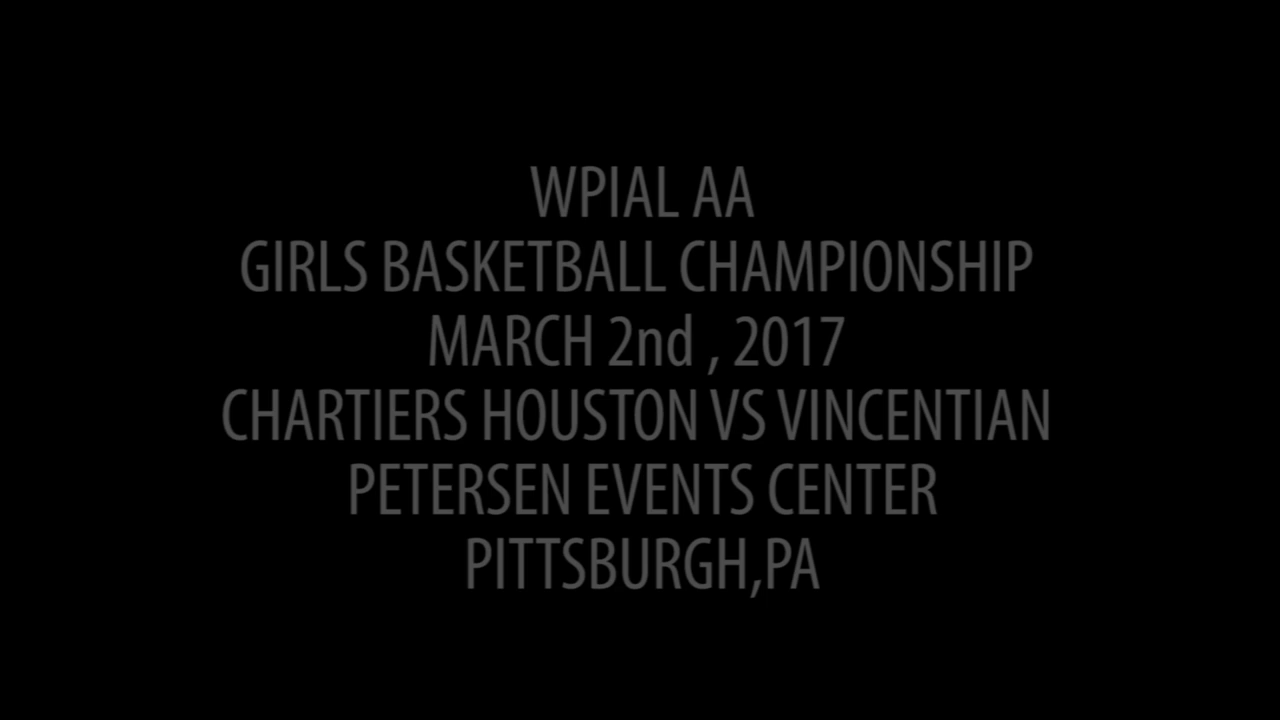 WPIAL AA
GIRLS BASKETBALL CHAMPIONSHIP
MARCH 2nd , 2017
CHARTIERS HOUSTON VS VINCENTIAN
PETERSEN EVENTS CENTER
PITTSBURGH,PA